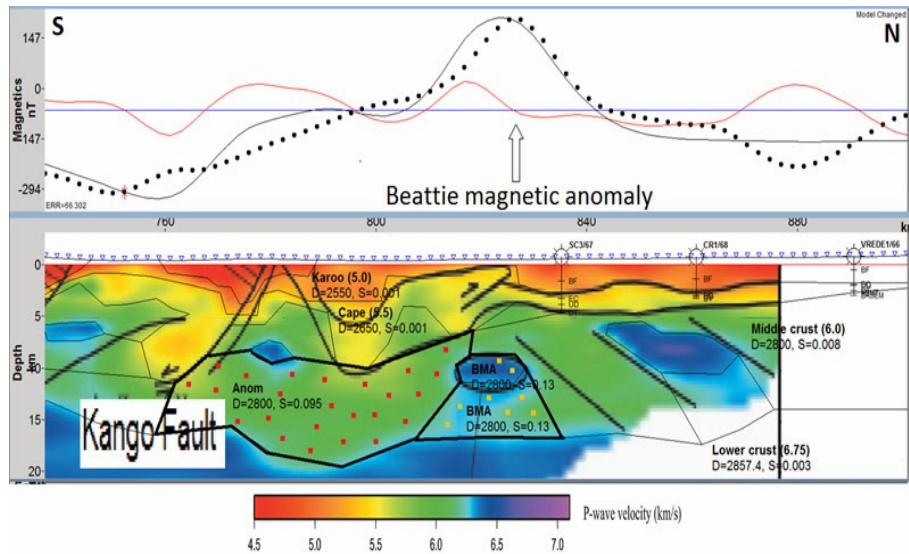 S
N
Model Changed
147
0
-147
-294
Magnetics
nT
ERR=66.302
Beattie magnetic anomaly
760
800
840
880
SC3/67
CR1/68
VREDE1/66
0
5
15
20
Depth
BF
BF
BF
Karoo (5.0)
D=2550, S=0.001
Cape (5.5)
D=2650, S=0.001
Middle crust (6.0)
D=2800, S=0.008
Anom
D=2800, S=0.095
BMA
D=2800, S=0.13
BMA
D=2800, S=0.13
Kango Fault
Lower crust (6.75)
D=2857.4, S=0.003
4.5
5.0
5.5
6.0
6.5
7.0
P-wave velocity (km/s)